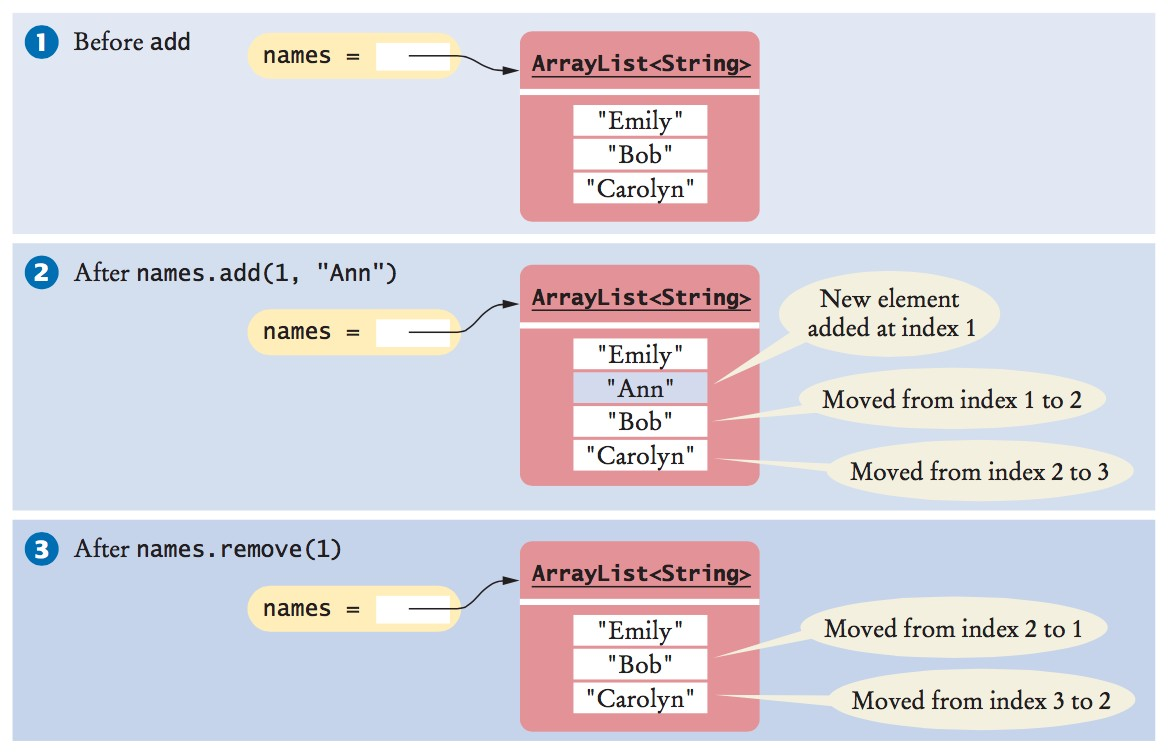 1 Before add
names =
ArrayList<String>
"Emily"
"Bob"
"Carolyn"
2 After names.add(1, "Ann")
names =
ArrayList<String>
"Emily"
"Ann"
"Bob"
"Carolyn"
New element
added at index 1
Moved from index 1 to 2
Moved from index 2 to 3
3 After names.remove(1)
names =
ArrayList<String>
"Emily"
"Bob"
"Carolyn"
Moved from index 2 to 1
Moved from index 3 to 2